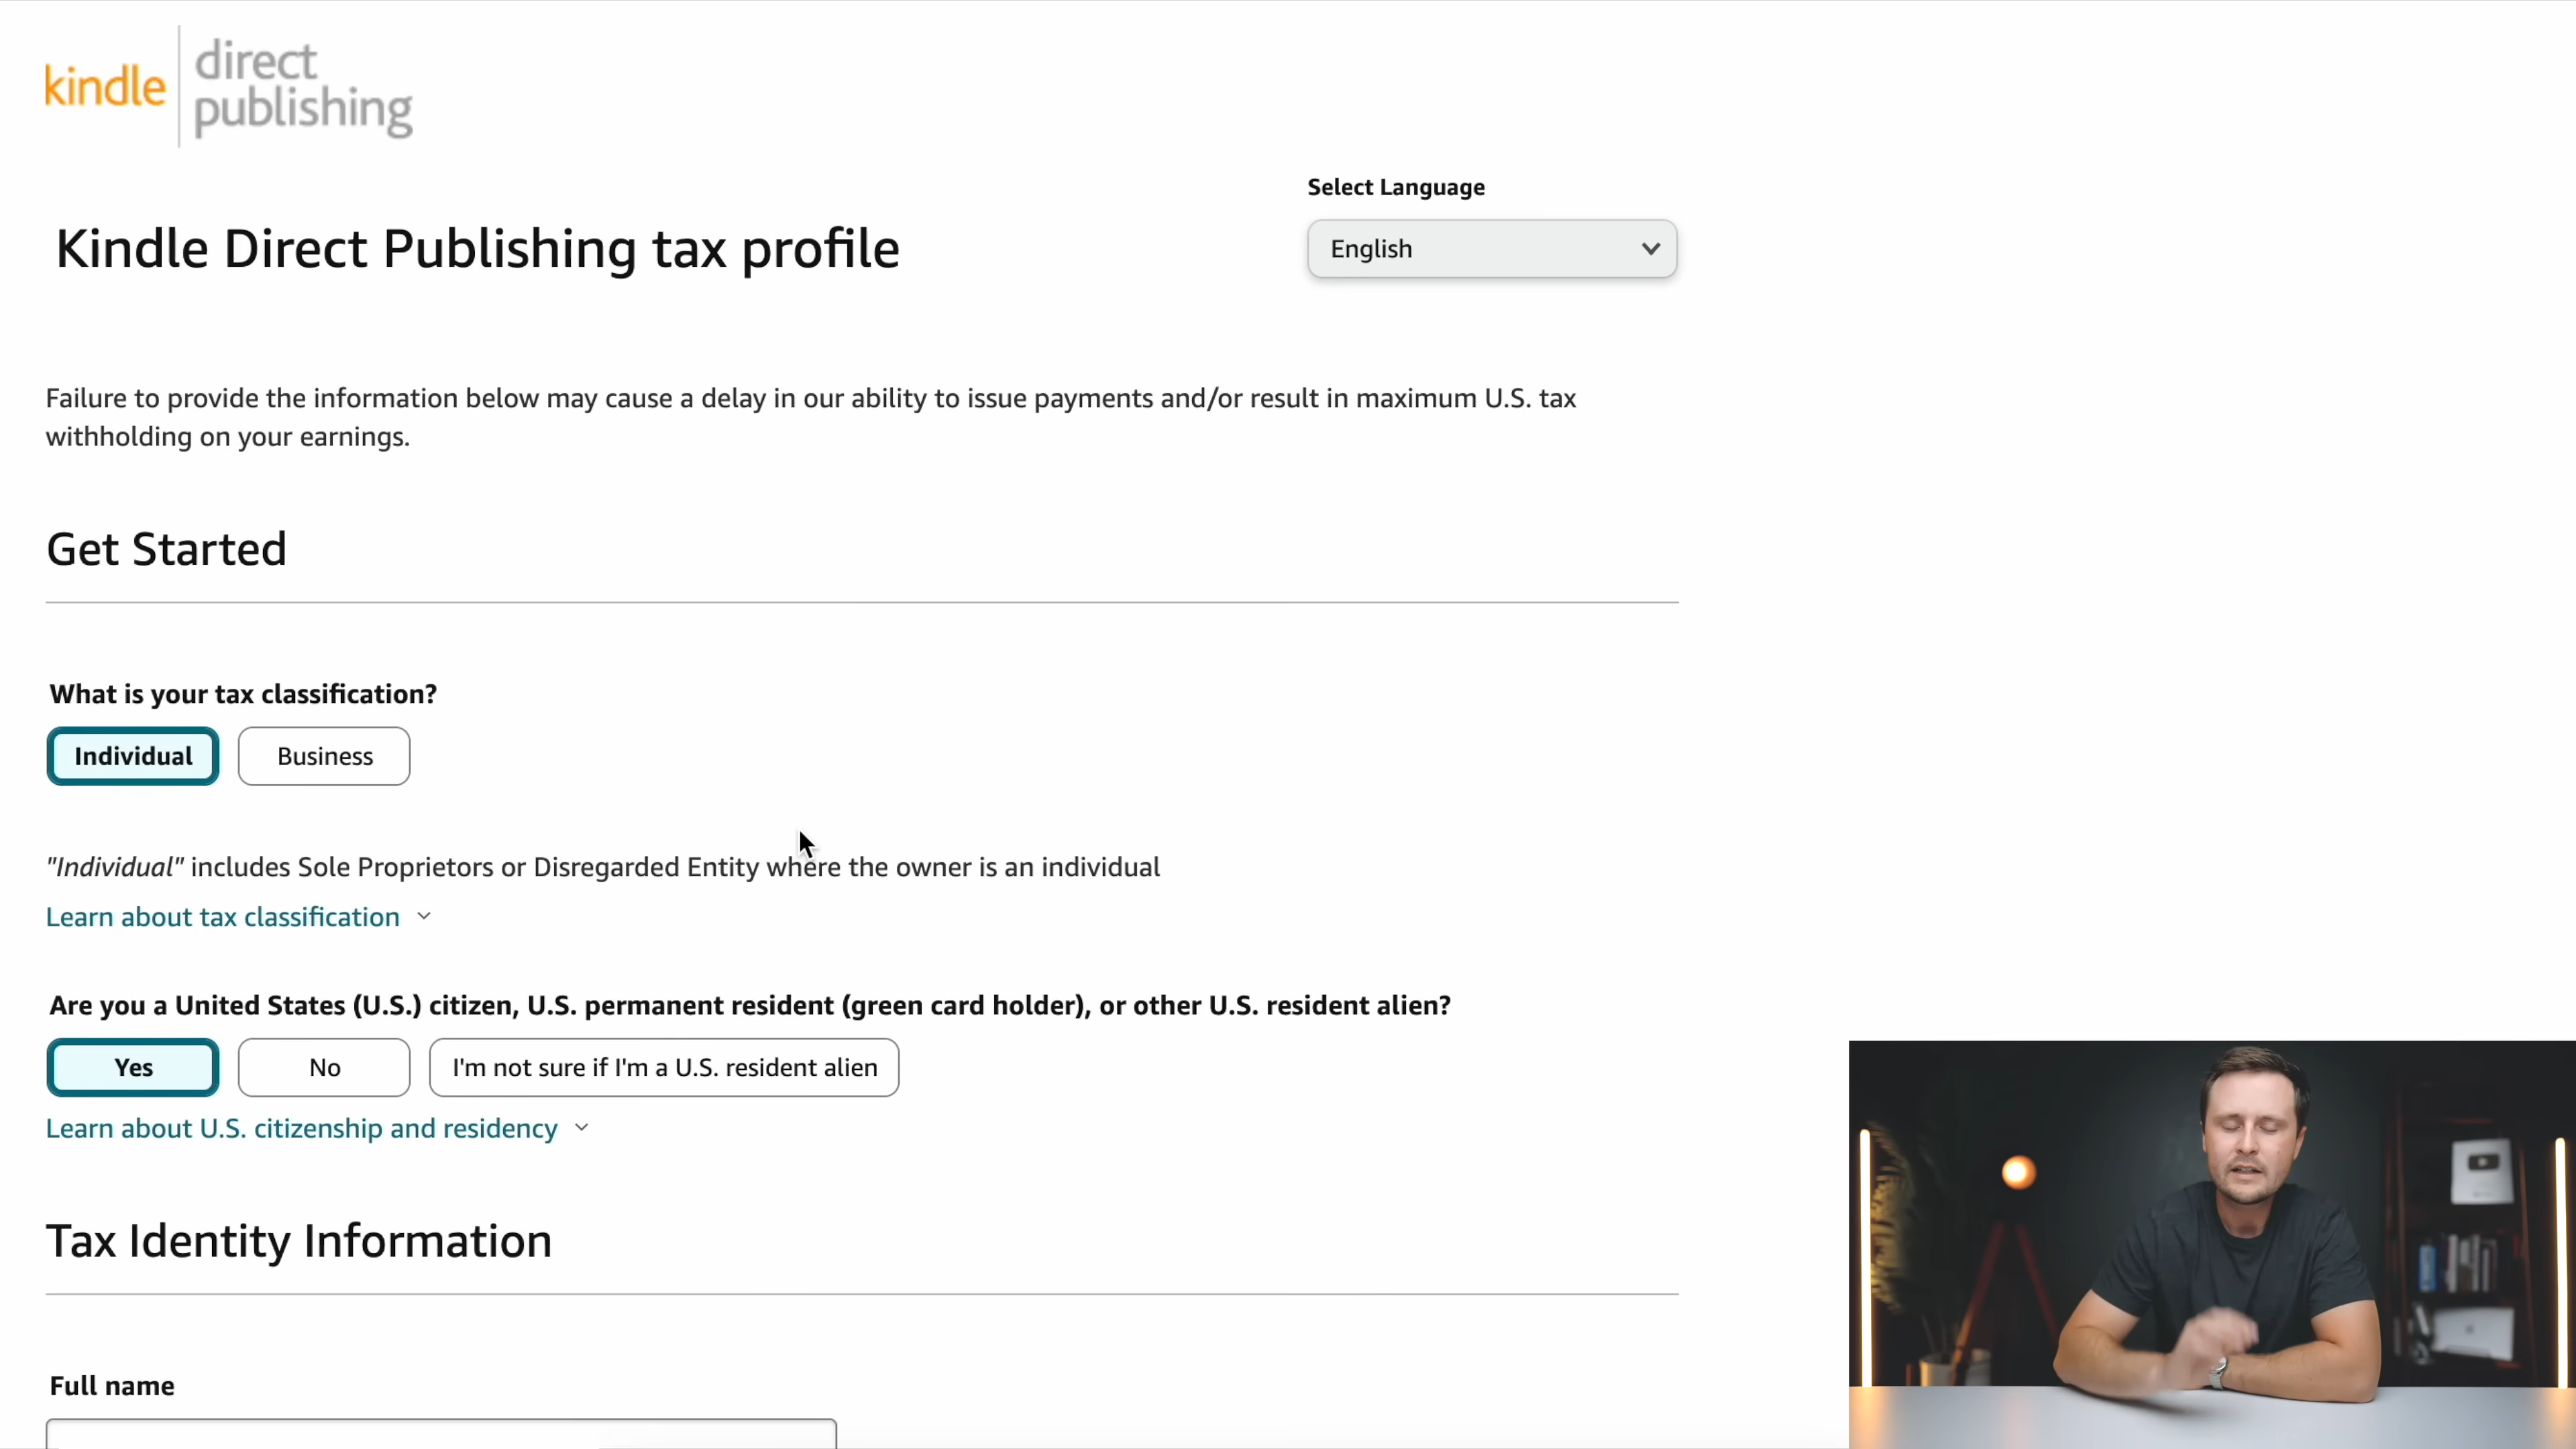 kindle direct publishing
Select Language
Kindle Direct Publishing tax profile
English
Failure to provide the information below may cause a delay in our ability to issue payments and/or result in maximum U.S. tax
withholding on your earnings.
Get Started
What is your tax classification?
Individual Business
"Individual" includes Sole Proprietors or Disregarded Entity where the owner is an individual
Learn about tax classification
Are you a United States (U.S.) citizen, U.S. permanent resident (green card holder), or other U.S. resident alien?
Yes No I'm not sure if I'm a U.S. resident alien
Learn about U.S. citizenship and residency
Tax Identity Information
Full name